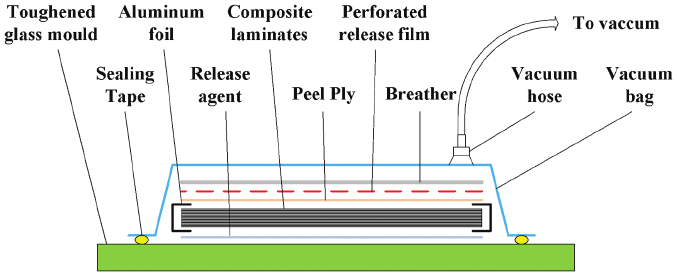 Toughened
glass mould
Aluminum
foil
Composite
laminates
Perforated
release film
To vaccum
Sealing
Tape
Release
agent
Peel Ply
Breather
Vacuum
hose
Vacuum
bag